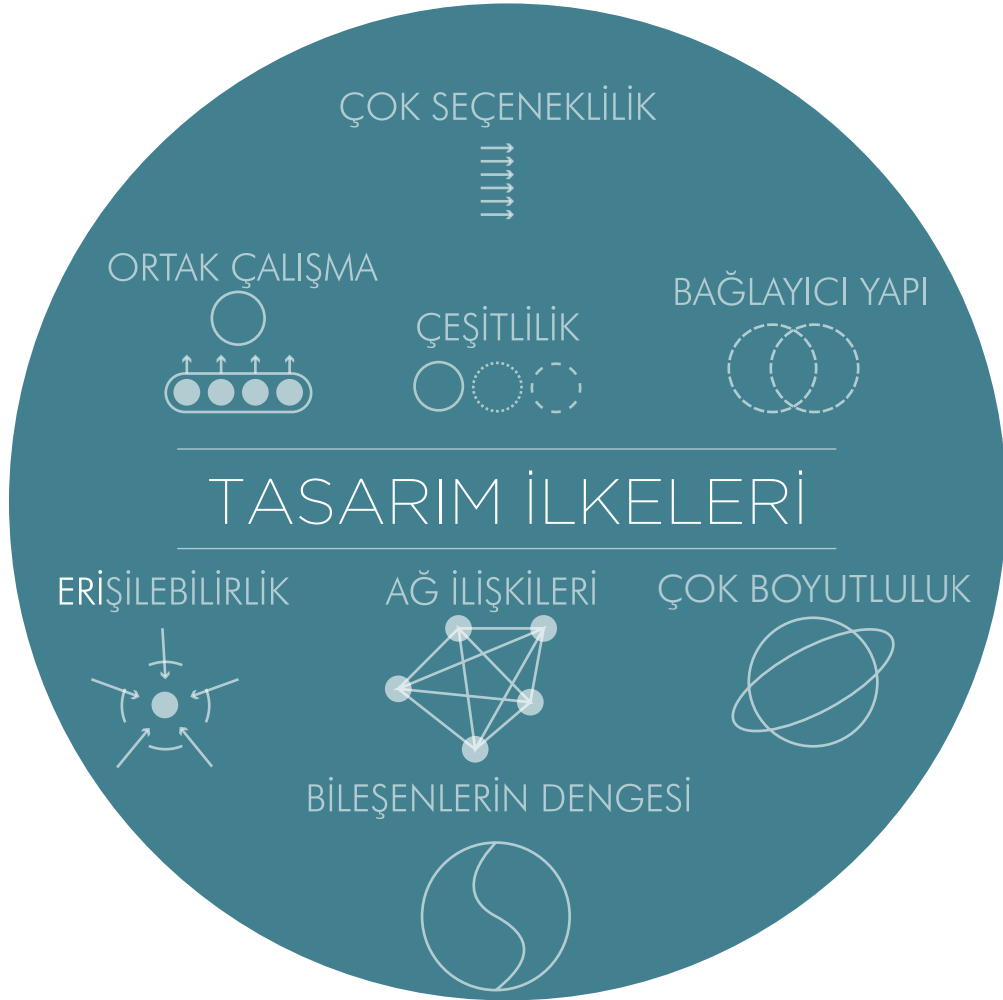 ÇOK SEÇENEKLİLİK
ORTAK ÇALIŞMA
ÇEŞİTLİLİK
BAĞLAYICI YAPI
TASARIM İLKELERİ
ERİŞİLEBİLİRLİK
AĞ İLİŞKİLERİ
ÇOK BOYUTLULUK
BİLEŞENLERİN DENGESİ